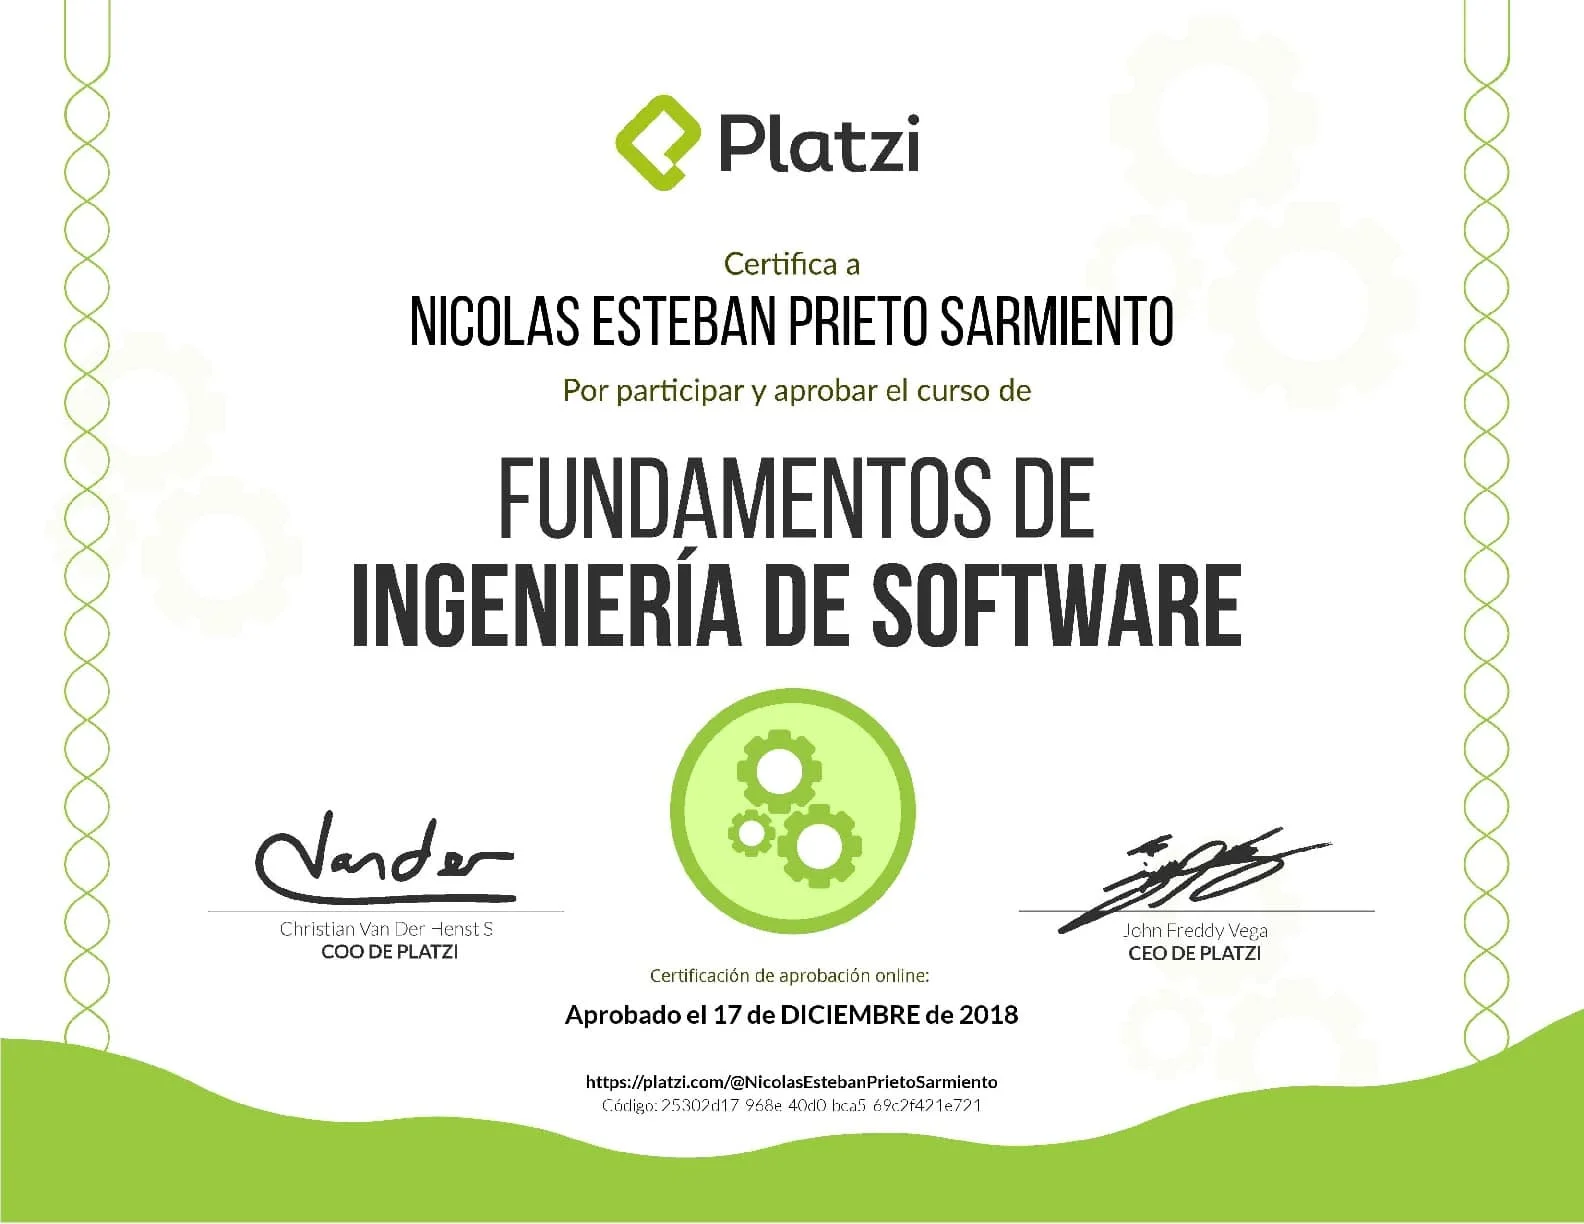 Platzi
Certifica a
NICOLAS ESTEBAN PRIETO SARMIENTO
Por participar y aprobar el curso de
FUNDAMENTOS DE
INGENIERÍA DE SOFTWARE
Vander
Christian Van Der Henst S
COO DE PLATZI
John Freddy Vega
CEO DE PLATZI
Certificación de aprobación online:
Aprobado el 17 de DICIEMBRE de 2018
https://platzi.com/@NicolasEstebanPrietoSarmiento
Código: 25302d17-968e-40d0-bca5-69c2f421e721